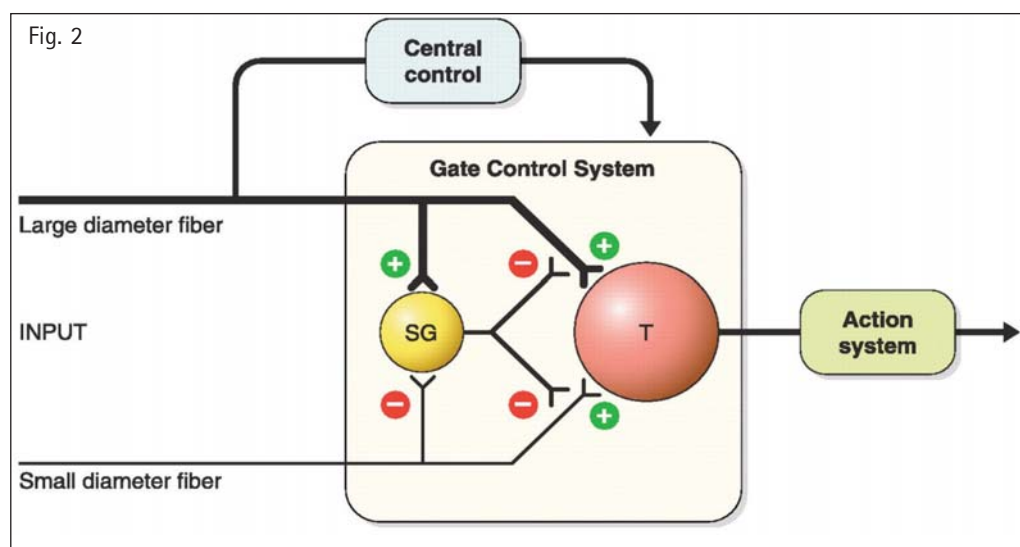 Fig. 2
Central
control
Gate Control System
Large diameter fiber
+
−
+
INPUT
SG
T
Action
system
−
−
+
Small diameter fiber